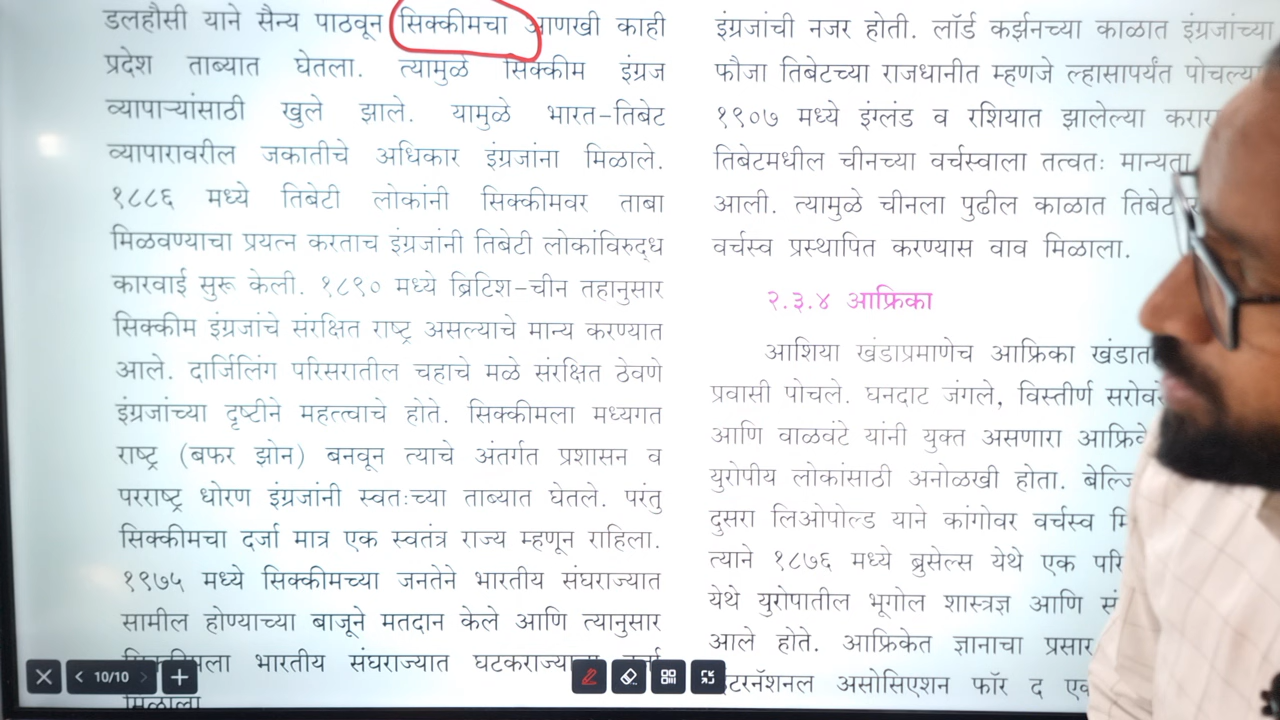 डलहौसी याने सैन्य पाठवून सिक्कीमचा आणखी काही
प्रदेश ताब्यात घेतला. त्यामुळे सिक्कीम इंग्रज
व्यापाऱ्यांसाठी खुले झाले. यामुळे भारत-तिबेट
व्यापारावरील जकातीचे अधिकार इंग्रजांना मिळाले.
१८८६ मध्ये तिबेटी लोकांनी सिक्कीमवर ताबा
मिळवण्याचा प्रयत्न करताच इंग्रजांनी तिबेटी लोकांविरुद्ध
कारवाई सुरू केली. १८९० मध्ये ब्रिटिश-चीन तहानुसार
सिक्कीम इंग्रजांचे संरक्षित राष्ट्र असल्याचे मान्य करण्यात
आले. दार्जिलिंग परिसरातील चहाचे मळे संरक्षित ठेवणे
इंग्रजांच्या दृष्टीने महत्त्वाचे होते. सिक्कीमला मध्यगत
राष्ट्र (बफर झोन) बनवून त्याचे अंतर्गत प्रशासन व
परराष्ट्र धोरण इंग्रजांनी स्वतःच्या ताब्यात घेतले. परंतु
सिक्कीमचा दर्जा मात्र एक स्वतंत्र राज्य म्हणून राहिला.
१९७५ मध्ये सिक्कीमच्या जनतेने भारतीय संघराज्यात
सामील होण्याच्या बाजूने मतदान केले आणि त्यानुसार
भारतीय संघराज्यात
मिळाला
इंग्रजांची नजर होती. लॉर्ड कर्झनच्या काळात इंग्रजांच्या
फौजा तिबेटच्या राजधानीत म्हणजे ल्हासापर्यंत पोचल्या
१९०७ मध्ये इंग्लंड व रशियात झालेल्या
तिबेटमधील चीनच्या वर्चस्वाला तत्वतः मान्यता
आली. त्यामुळे चीनला पुढील काळात
वर्चस्व प्रस्थापित करण्यास वाव मिळाला.
२.३.४ आफ्रिका
आशिया खंडाप्रमाणेच आफ्रिका खंडात
प्रवासी पोचले. घनदाट जंगले, विस्तीर्ण
आणि वाळवंटे यांनी युक्त असणारा
युरोपीय लोकांसाठी अनोळखी होता.
दुसरा लिओपोल्ड याने कांगोवर वर्चस्व
त्याने १८७६ मध्ये ब्रुसेल्स येथे एक
येथे युरोपातील भूगोल शास्त्रज्ञ आणि
आले होते. आफ्रिकेत ज्ञानाचा प्रसार
असोसिएशन फॉर द
10/10